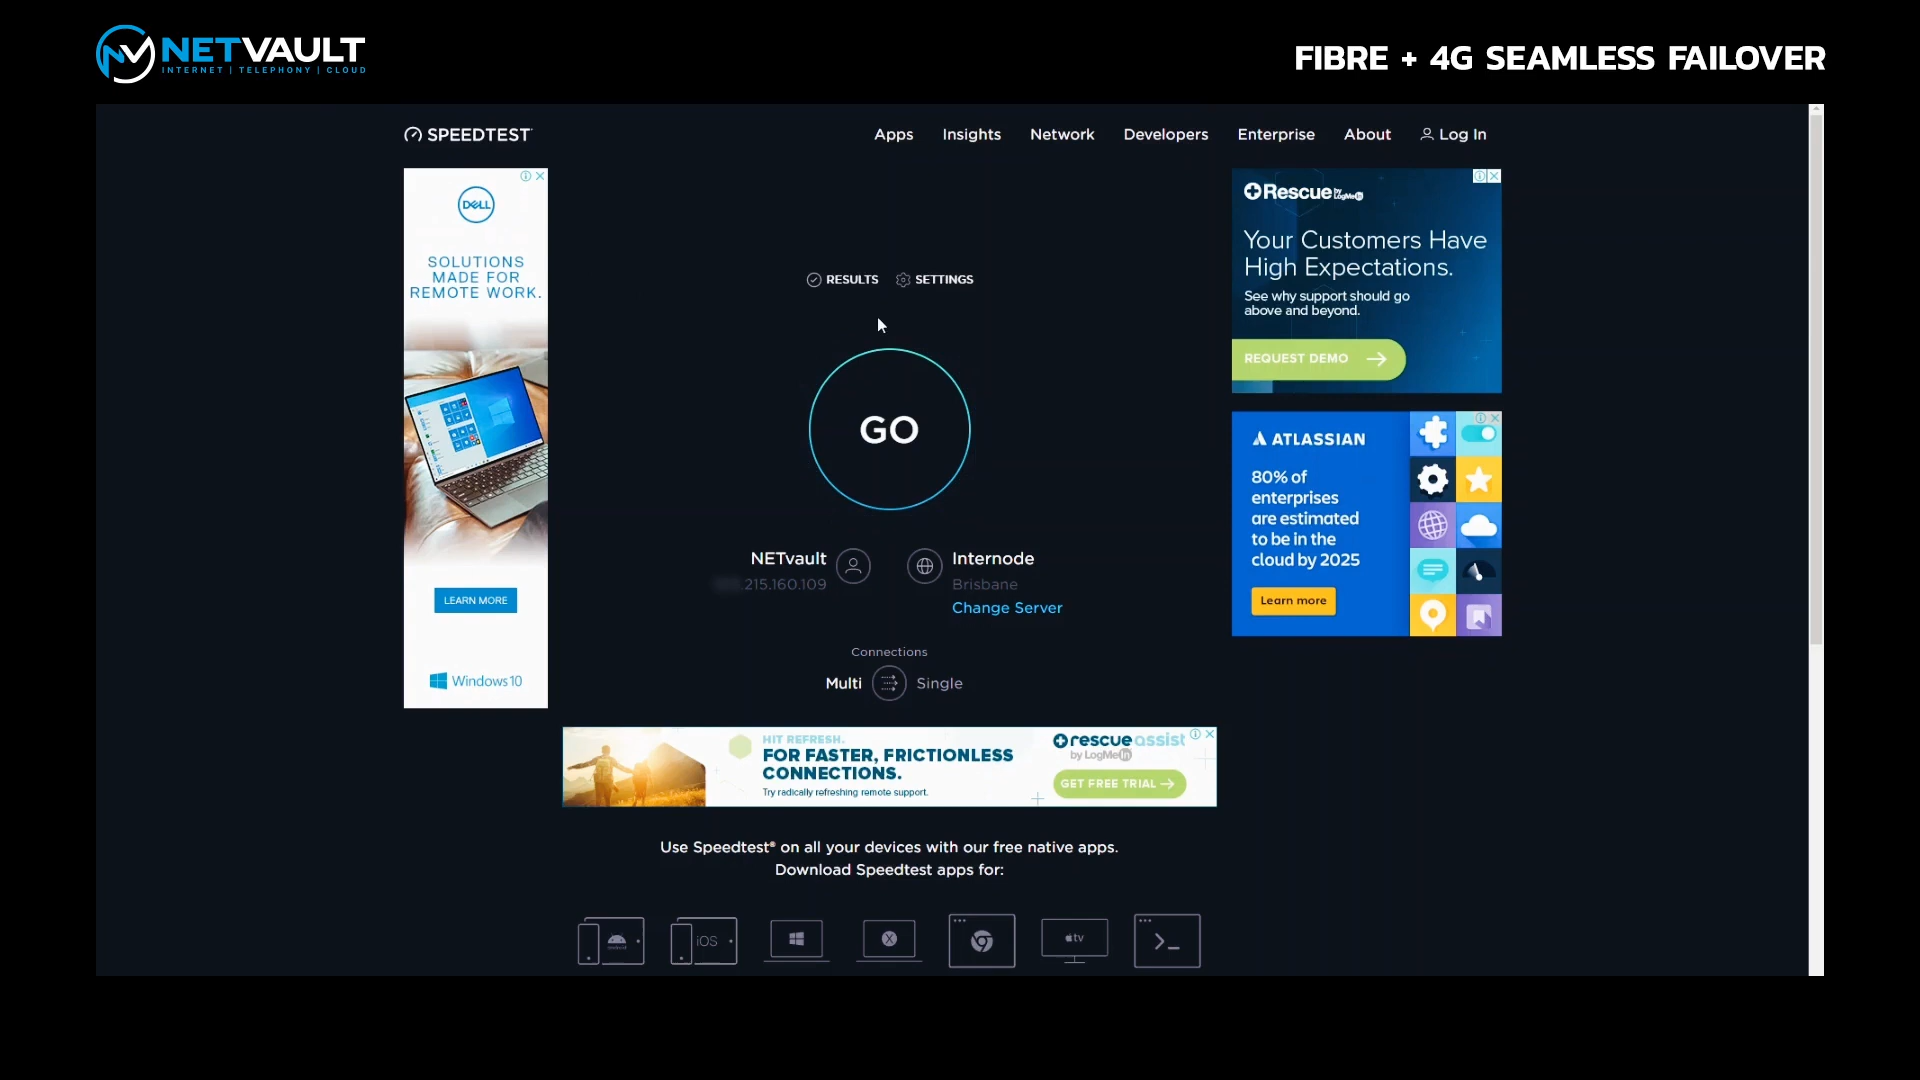 NETVAULT
INTERNET | TELEPHONY | CLOUD
FIBRE + 4G SEAMLESS FAILOVER
SPEEDTEST
Apps
Insights
Network
Developers
Enterprise
About
Log In
DELL
SOLUTIONS
MADE FOR
REMOTE WORK.
LEARN MORE
Windows 10
RESULTS
SETTINGS
GO
NETvault
.215.160.109
Internode
Brisbane
Change Server
Connections
Multi
Single
Rescue by LogMeIn
Your Customers Have
High Expectations.
See why support should go
above and beyond.
REQUEST DEMO
ATLASSIAN
80% of
enterprises
are estimated
to be in the
cloud by 2025
Learn more
HIT REFRESH.
FOR FASTER, FRICTIONLESS
CONNECTIONS.
Try radically refreshing remote support.
rescueassist
by LogMeIn
GET FREE TRIAL
Use Speedtest® on all your devices with our free native apps.
Download Speedtest apps for:
iOS
tv